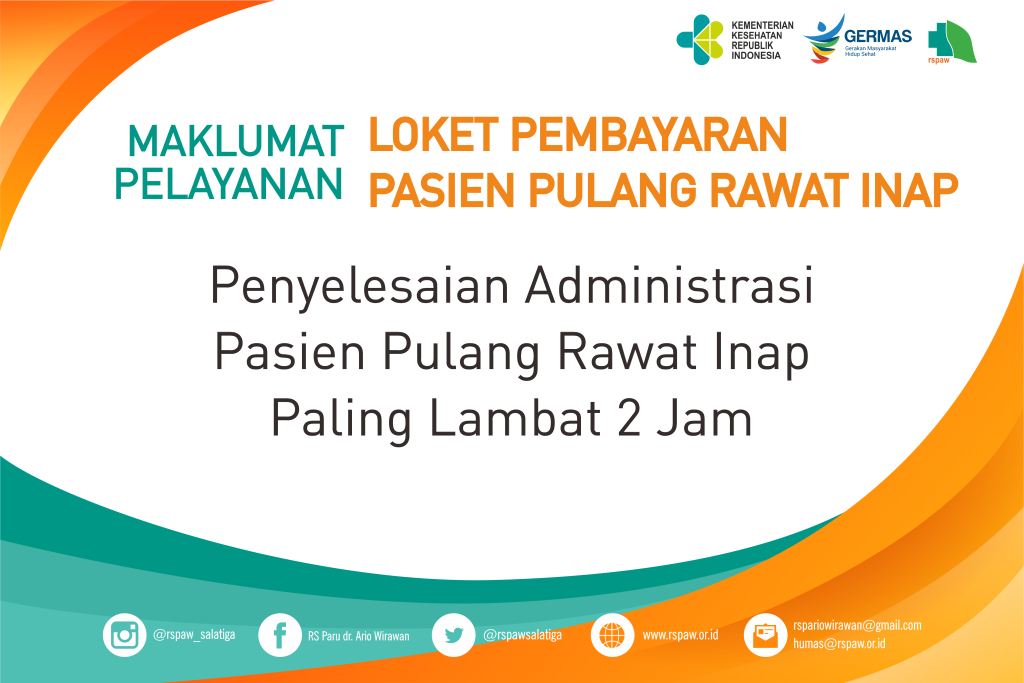 KEMENTERIAN
KESEHATAN
REPUBLIK
INDONESIA
GERMAS
Gerakan Masyarakat
Hidup Sehat
rspaw
MAKLUMAT
PELAYANAN
LOKET PEMBAYARAN
PASIEN PULANG RAWAT INAP
Penyelesaian Administrasi
Pasien Pulang Rawat Inap
Paling Lambat 2 Jam
@rspaw_salatiga
RS Paru dr. Ario Wirawan
@rspawsalatiga
www.rspaw.or.id
rspariowirawan@gmail.com
humas@rspaw.or.id